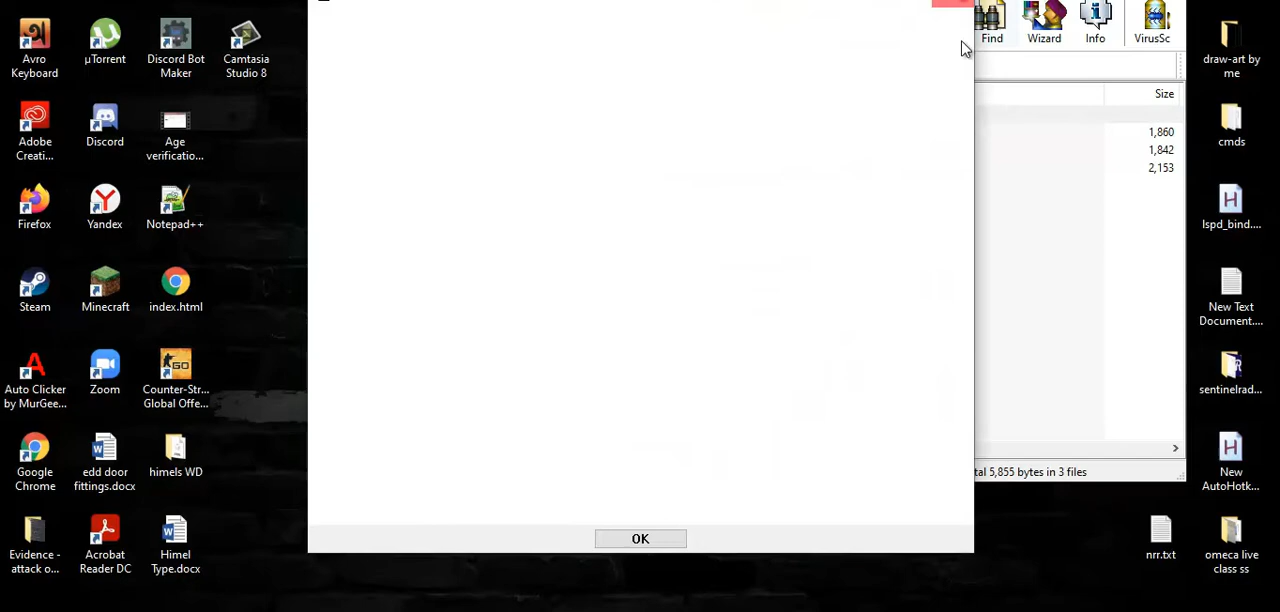 Avro
Keyboard
µTorrent
Discord Bot
Maker
Camtasia
Studio 8
Adobe
Creati...
Discord
Age
verificatio...
Firefox
Yandex
Notepad++
Steam
Minecraft
index.html
Auto Clicker
by MurGee...
Zoom
Counter-Str...
Global Offe...
Google
Chrome
edd door
fittings.docx
himels WD
Evidence -
attack o...
Acrobat
Reader DC
Himel
Type.docx
OK
Find
Wizard
Info
VirusSc
Size
1,860
1,842
2,153
tal 5,855 bytes in 3 files
draw-art by
me
cmds
lspd_bind....
New Text
Document....
sentinelrad...
New
AutoHotk...
nrr.txt
omeca live
class ss